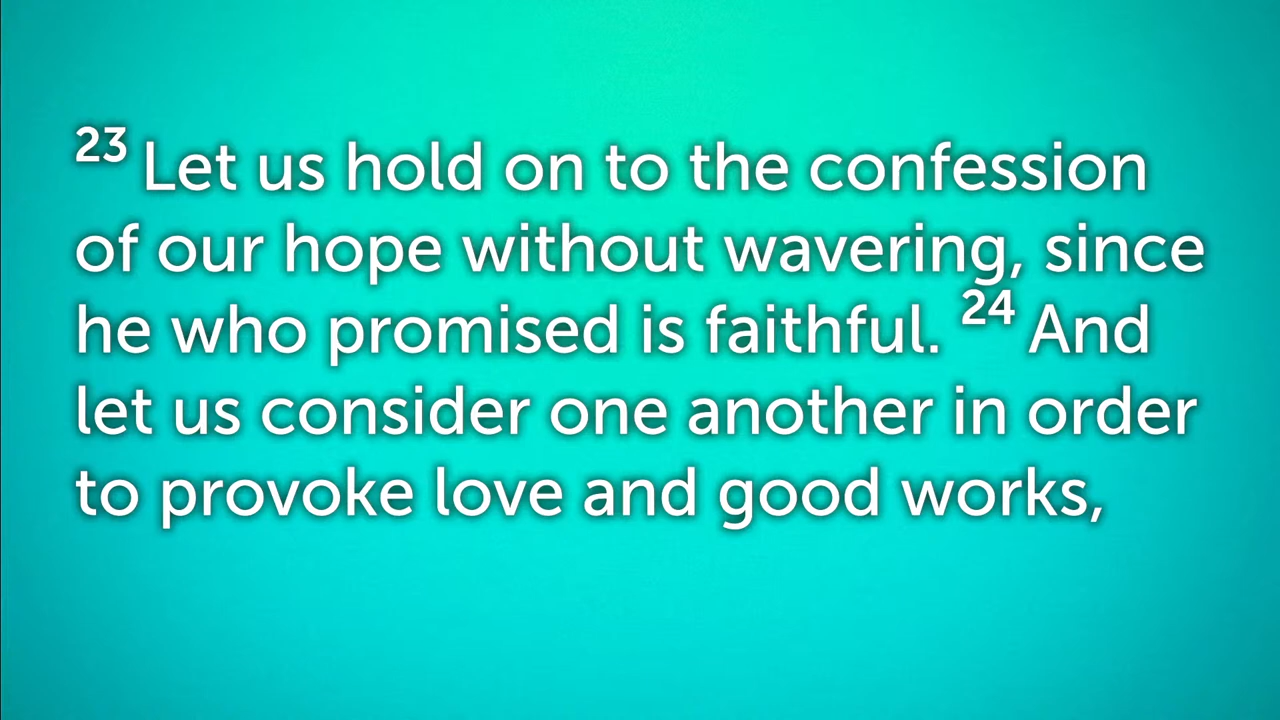 23 Let us hold on to the confession
of our hope without wavering, since
he who promised is faithful. 24 And
let us consider one another in order
to provoke love and good works,